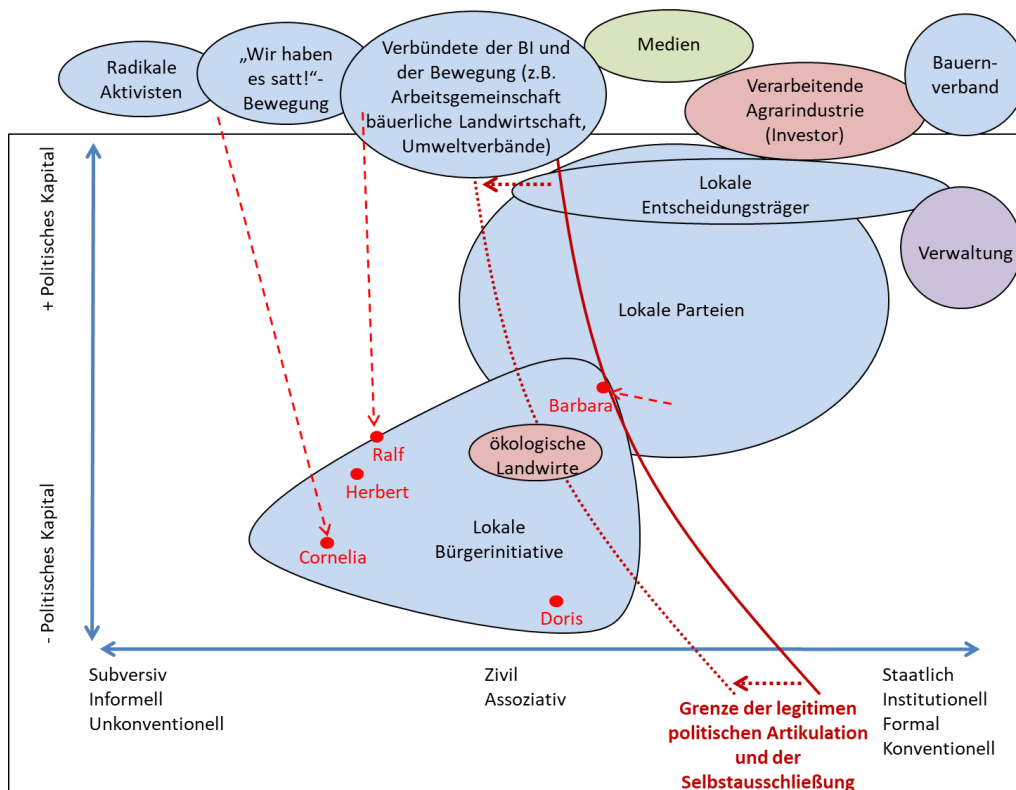 Radikale
Aktivisten
„Wir haben
es satt!“-
Bewegung
Verbündete der BI und
der Bewegung (z.B.
Arbeitsgemeinschaft
bäuerliche Landwirtschaft,
Umweltverbände)
Medien
Verarbeitende
Agrarindustrie
(Investor)
Bauern-
verband
+ Politisches Kapital
Lokale
Entscheidungsträger
Verwaltung
Lokale Parteien
Barbara
Ralf
ökologische
Landwirte
Herbert
- Politisches Kapital
Lokale
Bürgerinitiative
Cornelia
Doris
Subversiv
Informell
Unkonventionell
Zivil
Assoziativ
Staatlich
Institutionell
Formal
Konventionell
Grenze der legitimen
politischen Artikulation
und der
Selbstausschließung